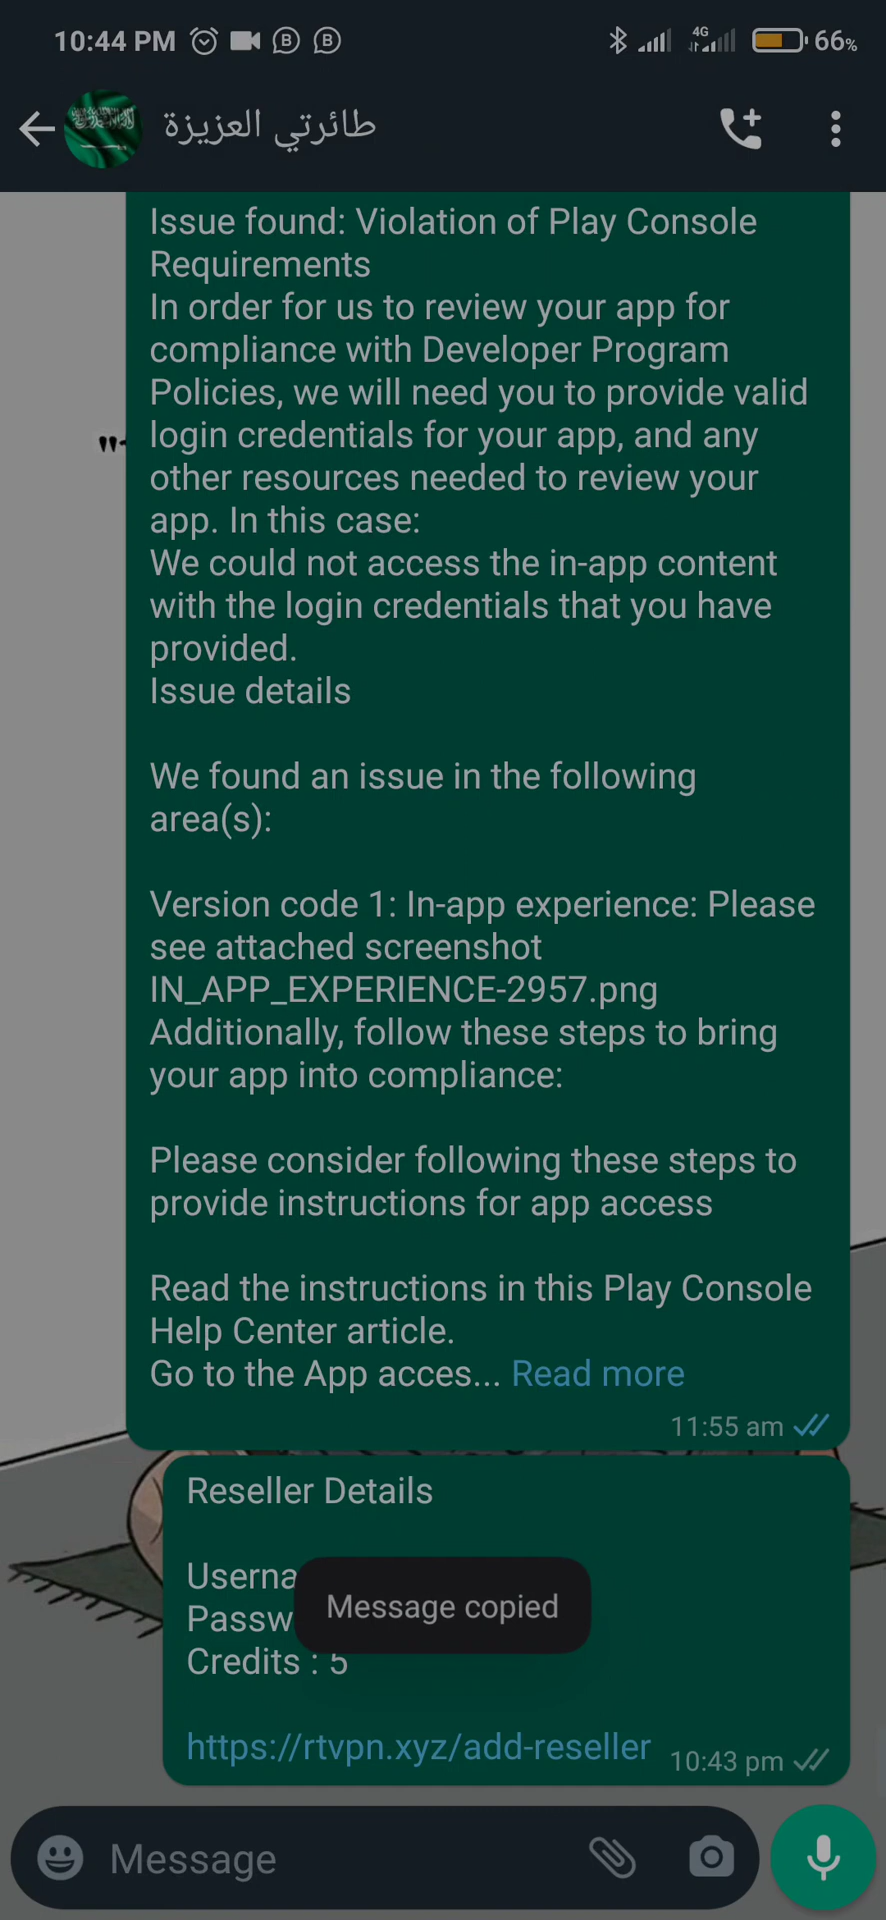 10:44 PM B B 4G 66%
طائرتي العزيزة
Issue found: Violation of Play Console
Requirements
In order for us to review your app for
compliance with Developer Program
Policies, we will need you to provide valid
login credentials for your app, and any
other resources needed to review your
app. In this case:
We could not access the in-app content
with the login credentials that you have
provided.
Issue details
We found an issue in the following
area(s):
Version code 1: In-app experience: Please
see attached screenshot
IN_APP_EXPERIENCE-2957.png
Additionally, follow these steps to bring
your app into compliance:
Please consider following these steps to
provide instructions for app access
Read the instructions in this Play Console
Help Center article.
Go to the App acces... Read more
11:55 am
Reseller Details
Userna
Passw
Message copied
Credits : 5
https://rtvpn.xyz/add-reseller 10:43 pm
Message